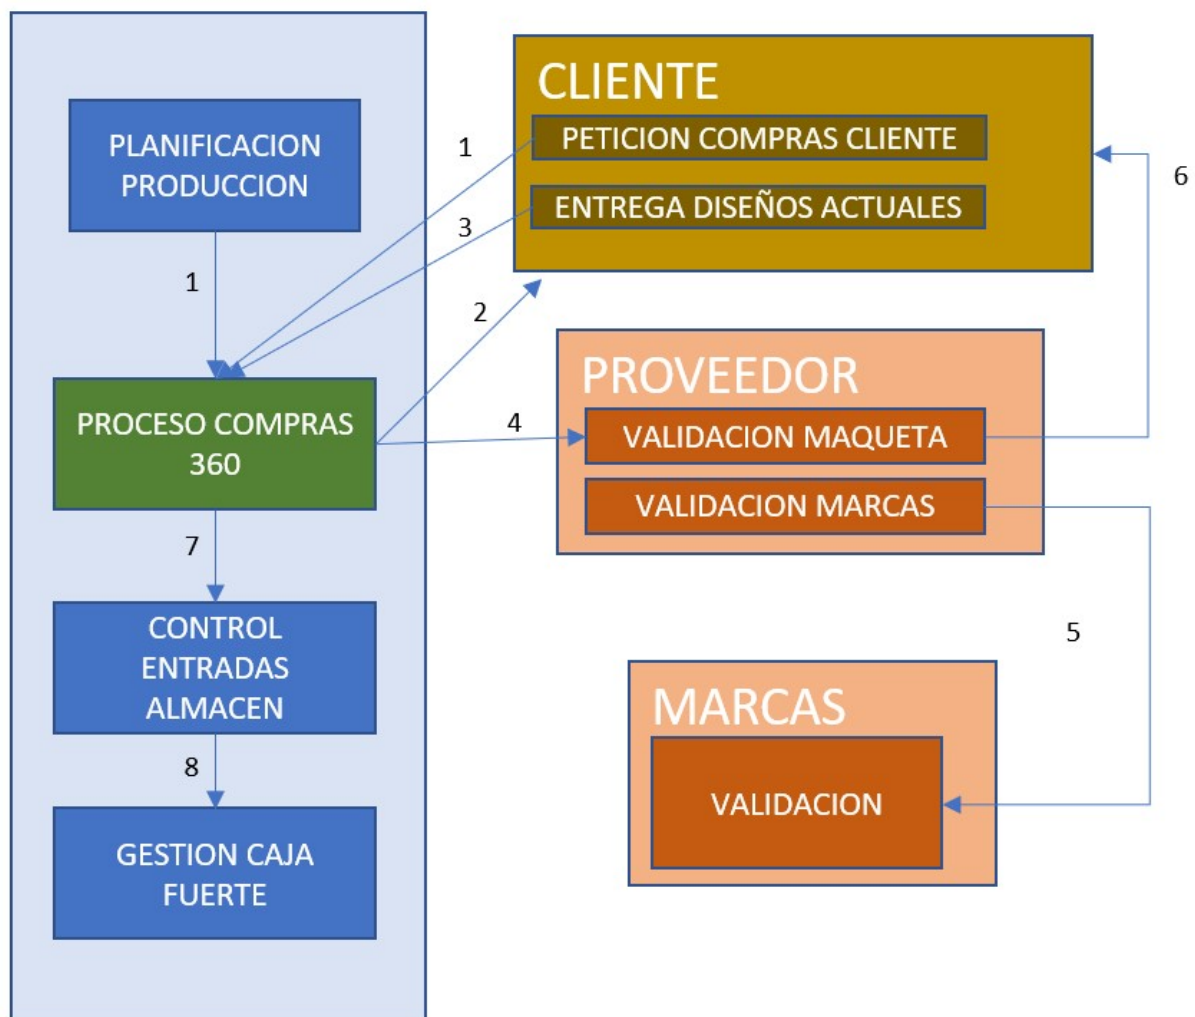 PLANIFICACION
PRODUCCION
1
PROCESO COMPRAS
360
7
CONTROL
ENTRADAS
ALMACEN
8
GESTION CAJA
FUERTE
CLIENTE
PETICION COMPRAS CLIENTE
ENTREGA DISEÑOS ACTUALES
1
3
2
4
6
PROVEEDOR
VALIDACION MAQUETA
VALIDACION MARCAS
5
MARCAS
VALIDACION